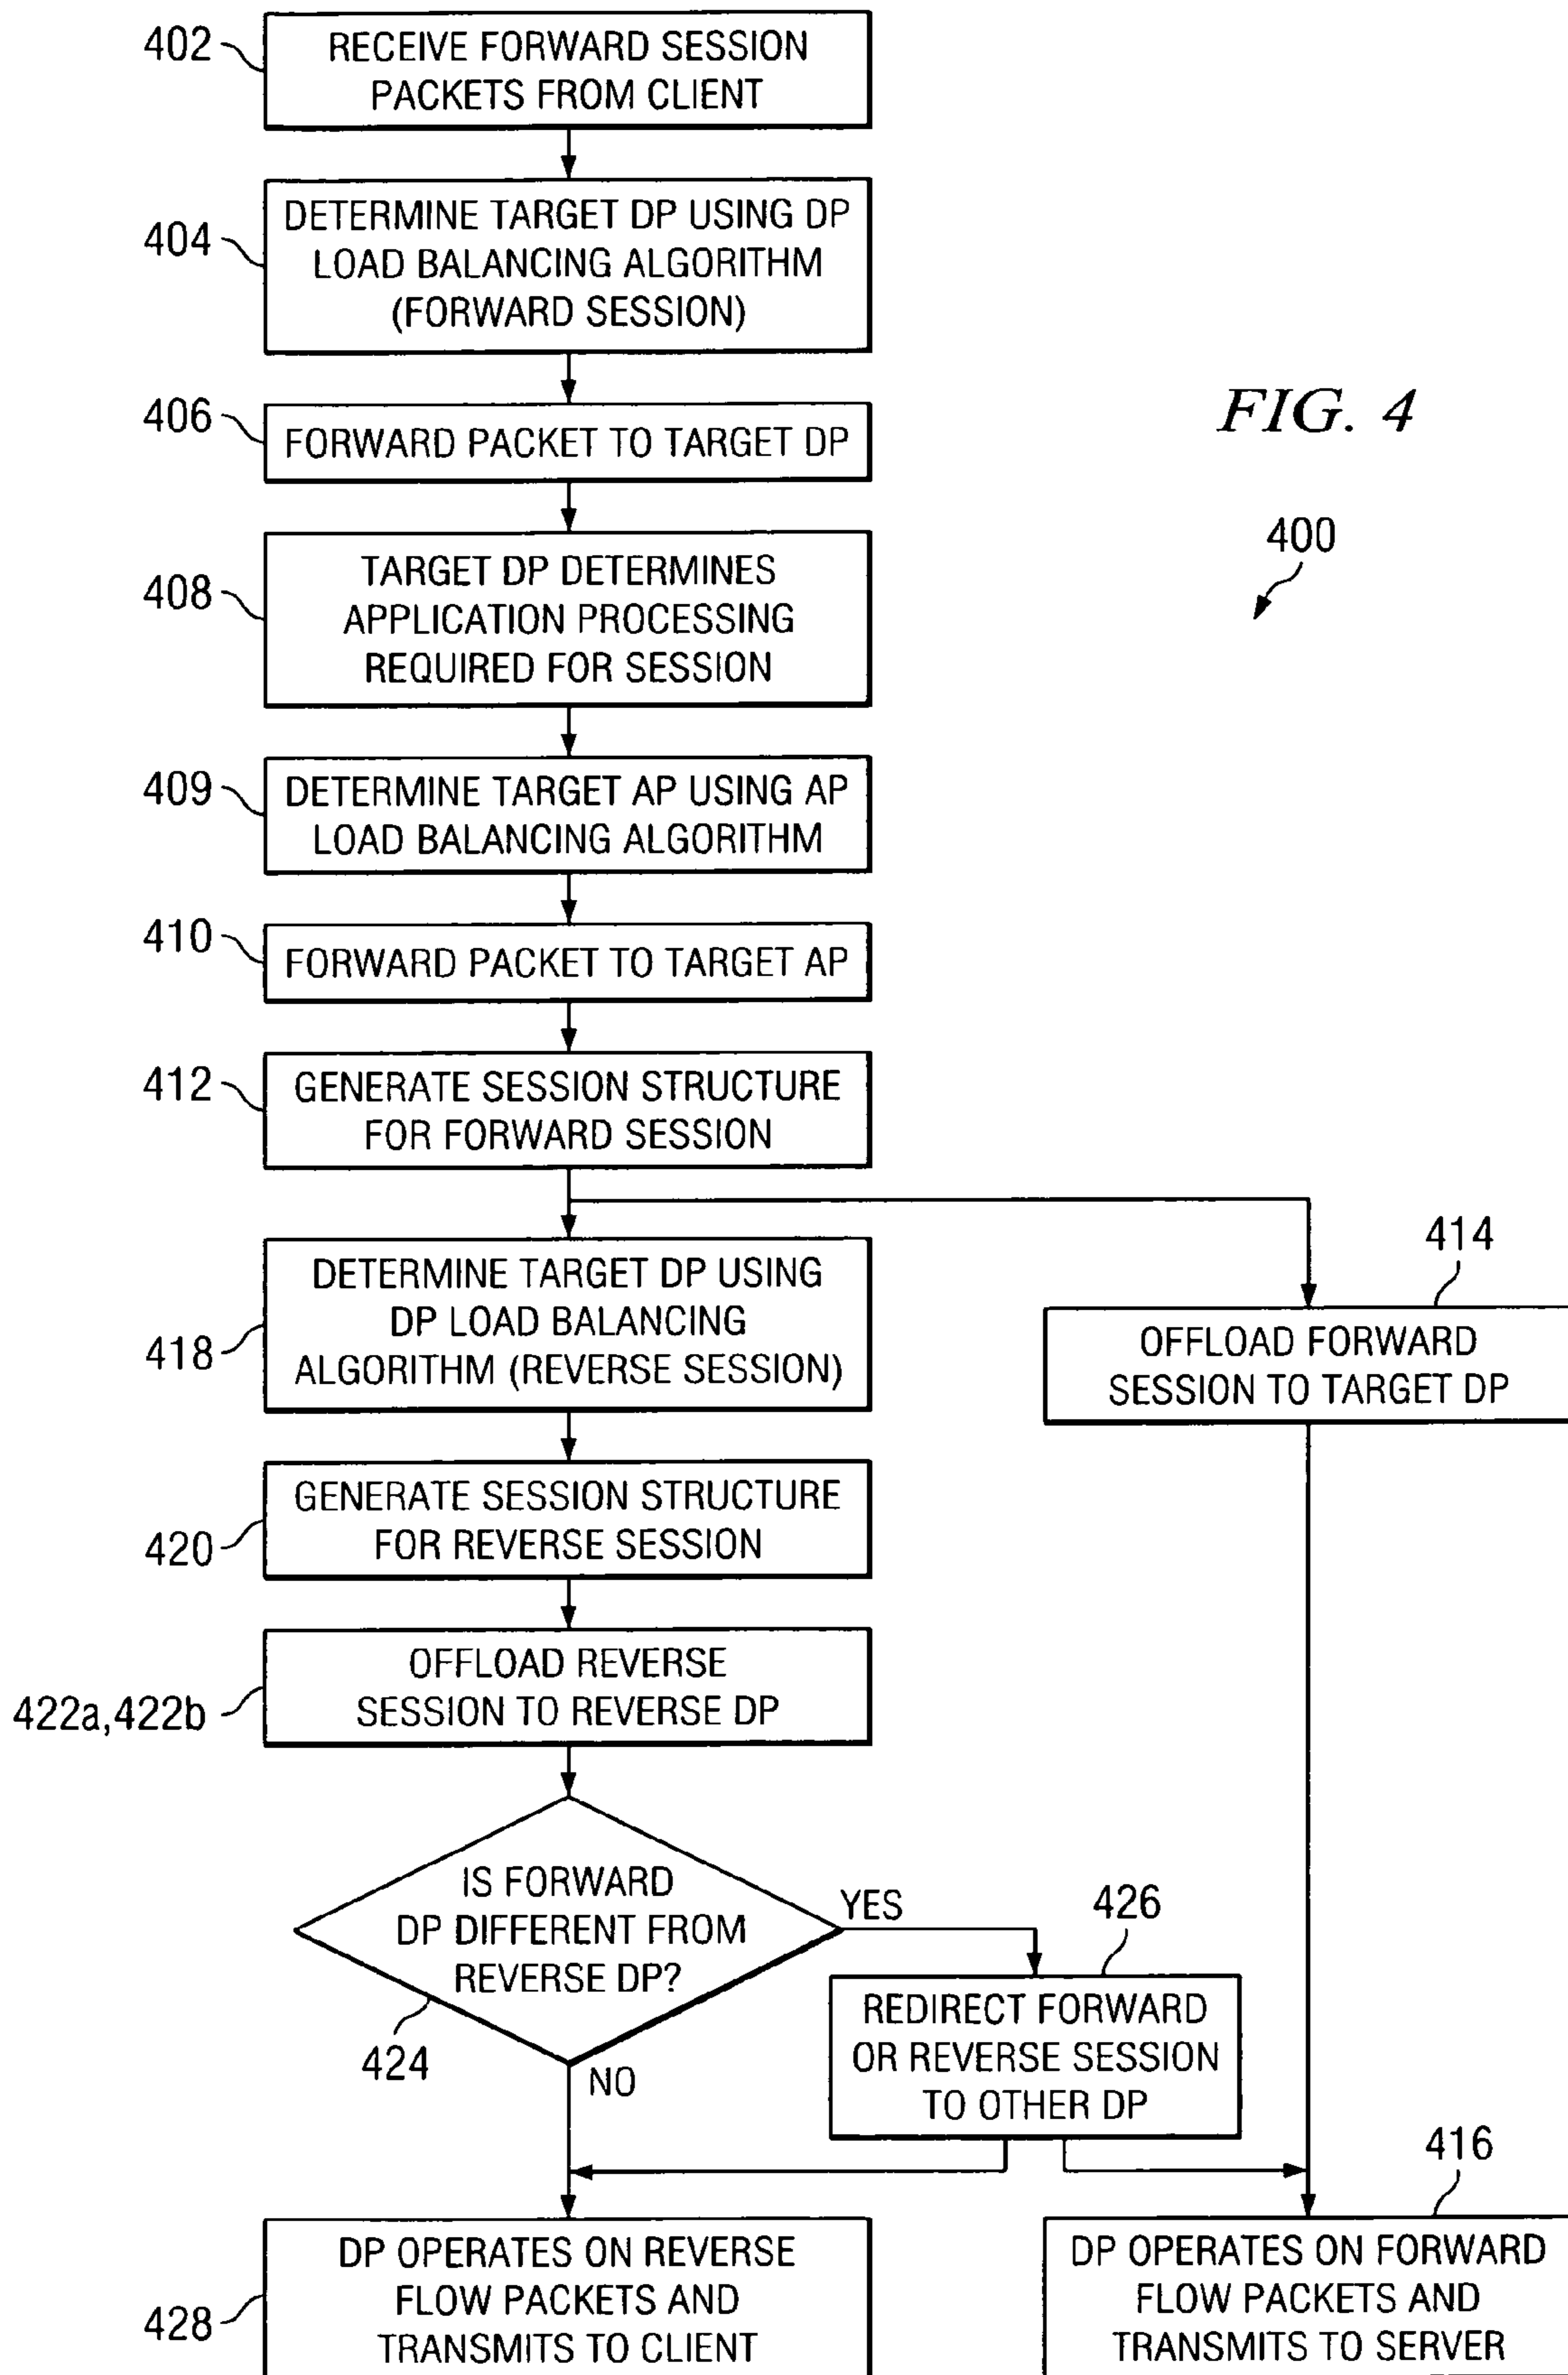 402
RECEIVE FORWARD SESSION
PACKETS FROM CLIENT
404
DETERMINE TARGET DP USING DP
LOAD BALANCING ALGORITHM
(FORWARD SESSION)
406
FORWARD PACKET TO TARGET DP
FIG. 4
400
408
TARGET DP DETERMINES
APPLICATION PROCESSING
REQUIRED FOR SESSION
409
DETERMINE TARGET AP USING AP
LOAD BALANCING ALGORITHM
410
FORWARD PACKET TO TARGET AP
412
GENERATE SESSION STRUCTURE
FOR FORWARD SESSION
418
DETERMINE TARGET DP USING
DP LOAD BALANCING
ALGORITHM (REVERSE SESSION)
414
OFFLOAD FORWARD
SESSION TO TARGET DP
420
GENERATE SESSION STRUCTURE
FOR REVERSE SESSION
422a,422b
OFFLOAD REVERSE
SESSION TO REVERSE DP
IS FORWARD
DP DIFFERENT FROM
REVERSE DP?
424
YES
NO
426
REDIRECT FORWARD
OR REVERSE SESSION
TO OTHER DP
428
DP OPERATES ON REVERSE
FLOW PACKETS AND
TRANSMITS TO CLIENT
416
DP OPERATES ON FORWARD
FLOW PACKETS AND
TRANSMITS TO SERVER